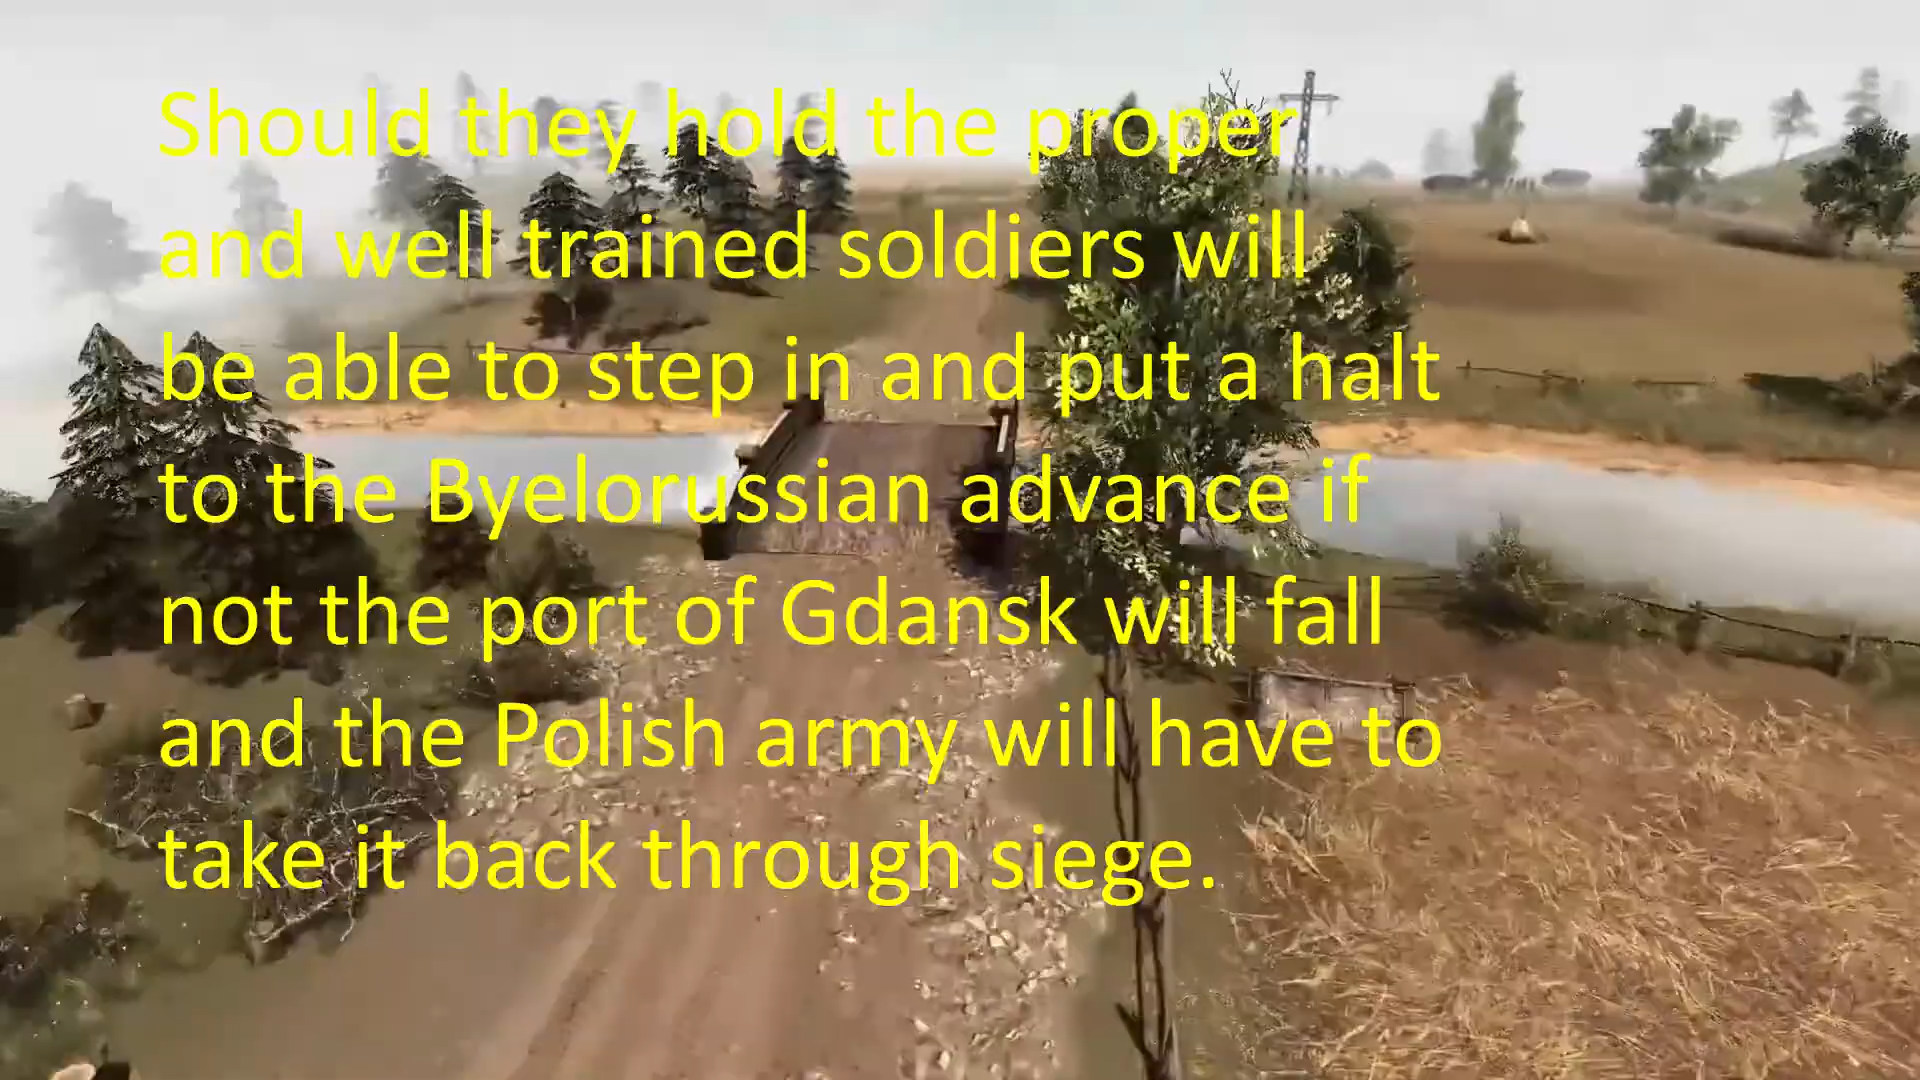 Should they hold the proper
and well trained soldiers will
be able to step in and put a halt
to the Byelorussian advance if
not the port of Gdansk will fall
and the Polish army will have to
take it back through siege.